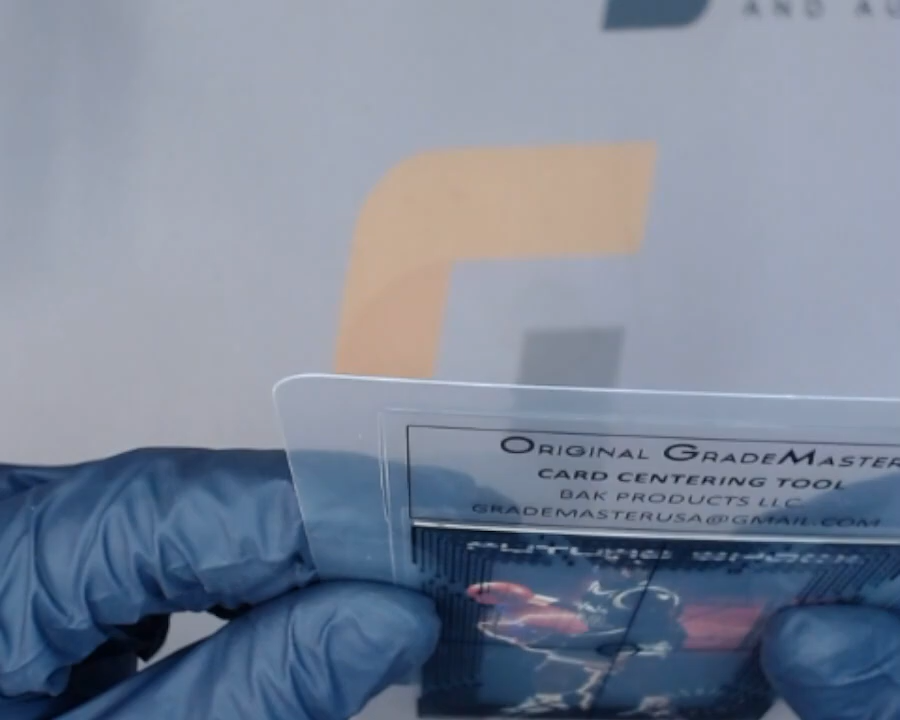 AND AU
ORIGINAL GRADEMASTER
CARD CENTERING TOOL
BAK PRODUCTS LLC
GRADEMASTERUSA@GMAIL.COM